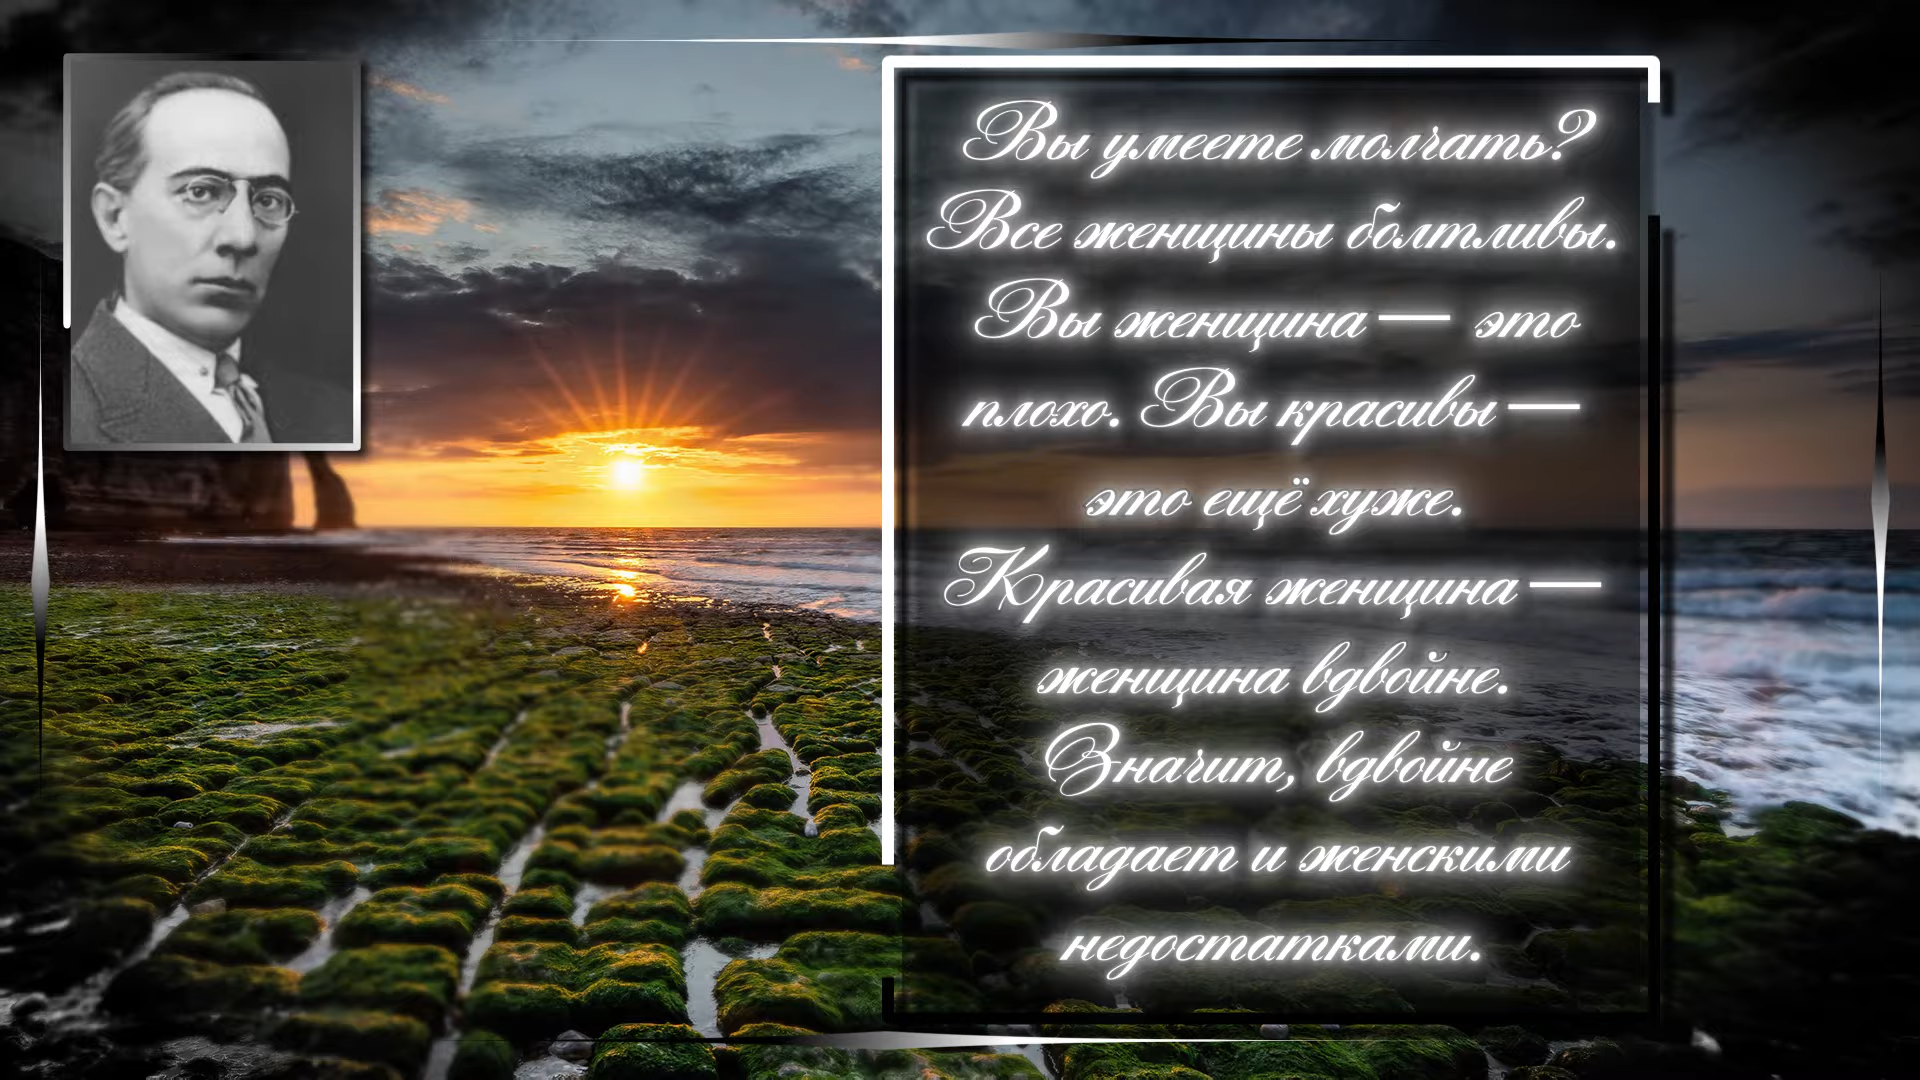 Вы умеете молчать?
Все женщины болтливы.
Вы женщина — это
плохо. Вы красивы —
это ещё хуже.
Красивая женщина —
женщина вдвойне.
Значит, вдвойне
обладает и женскими
недостатками.